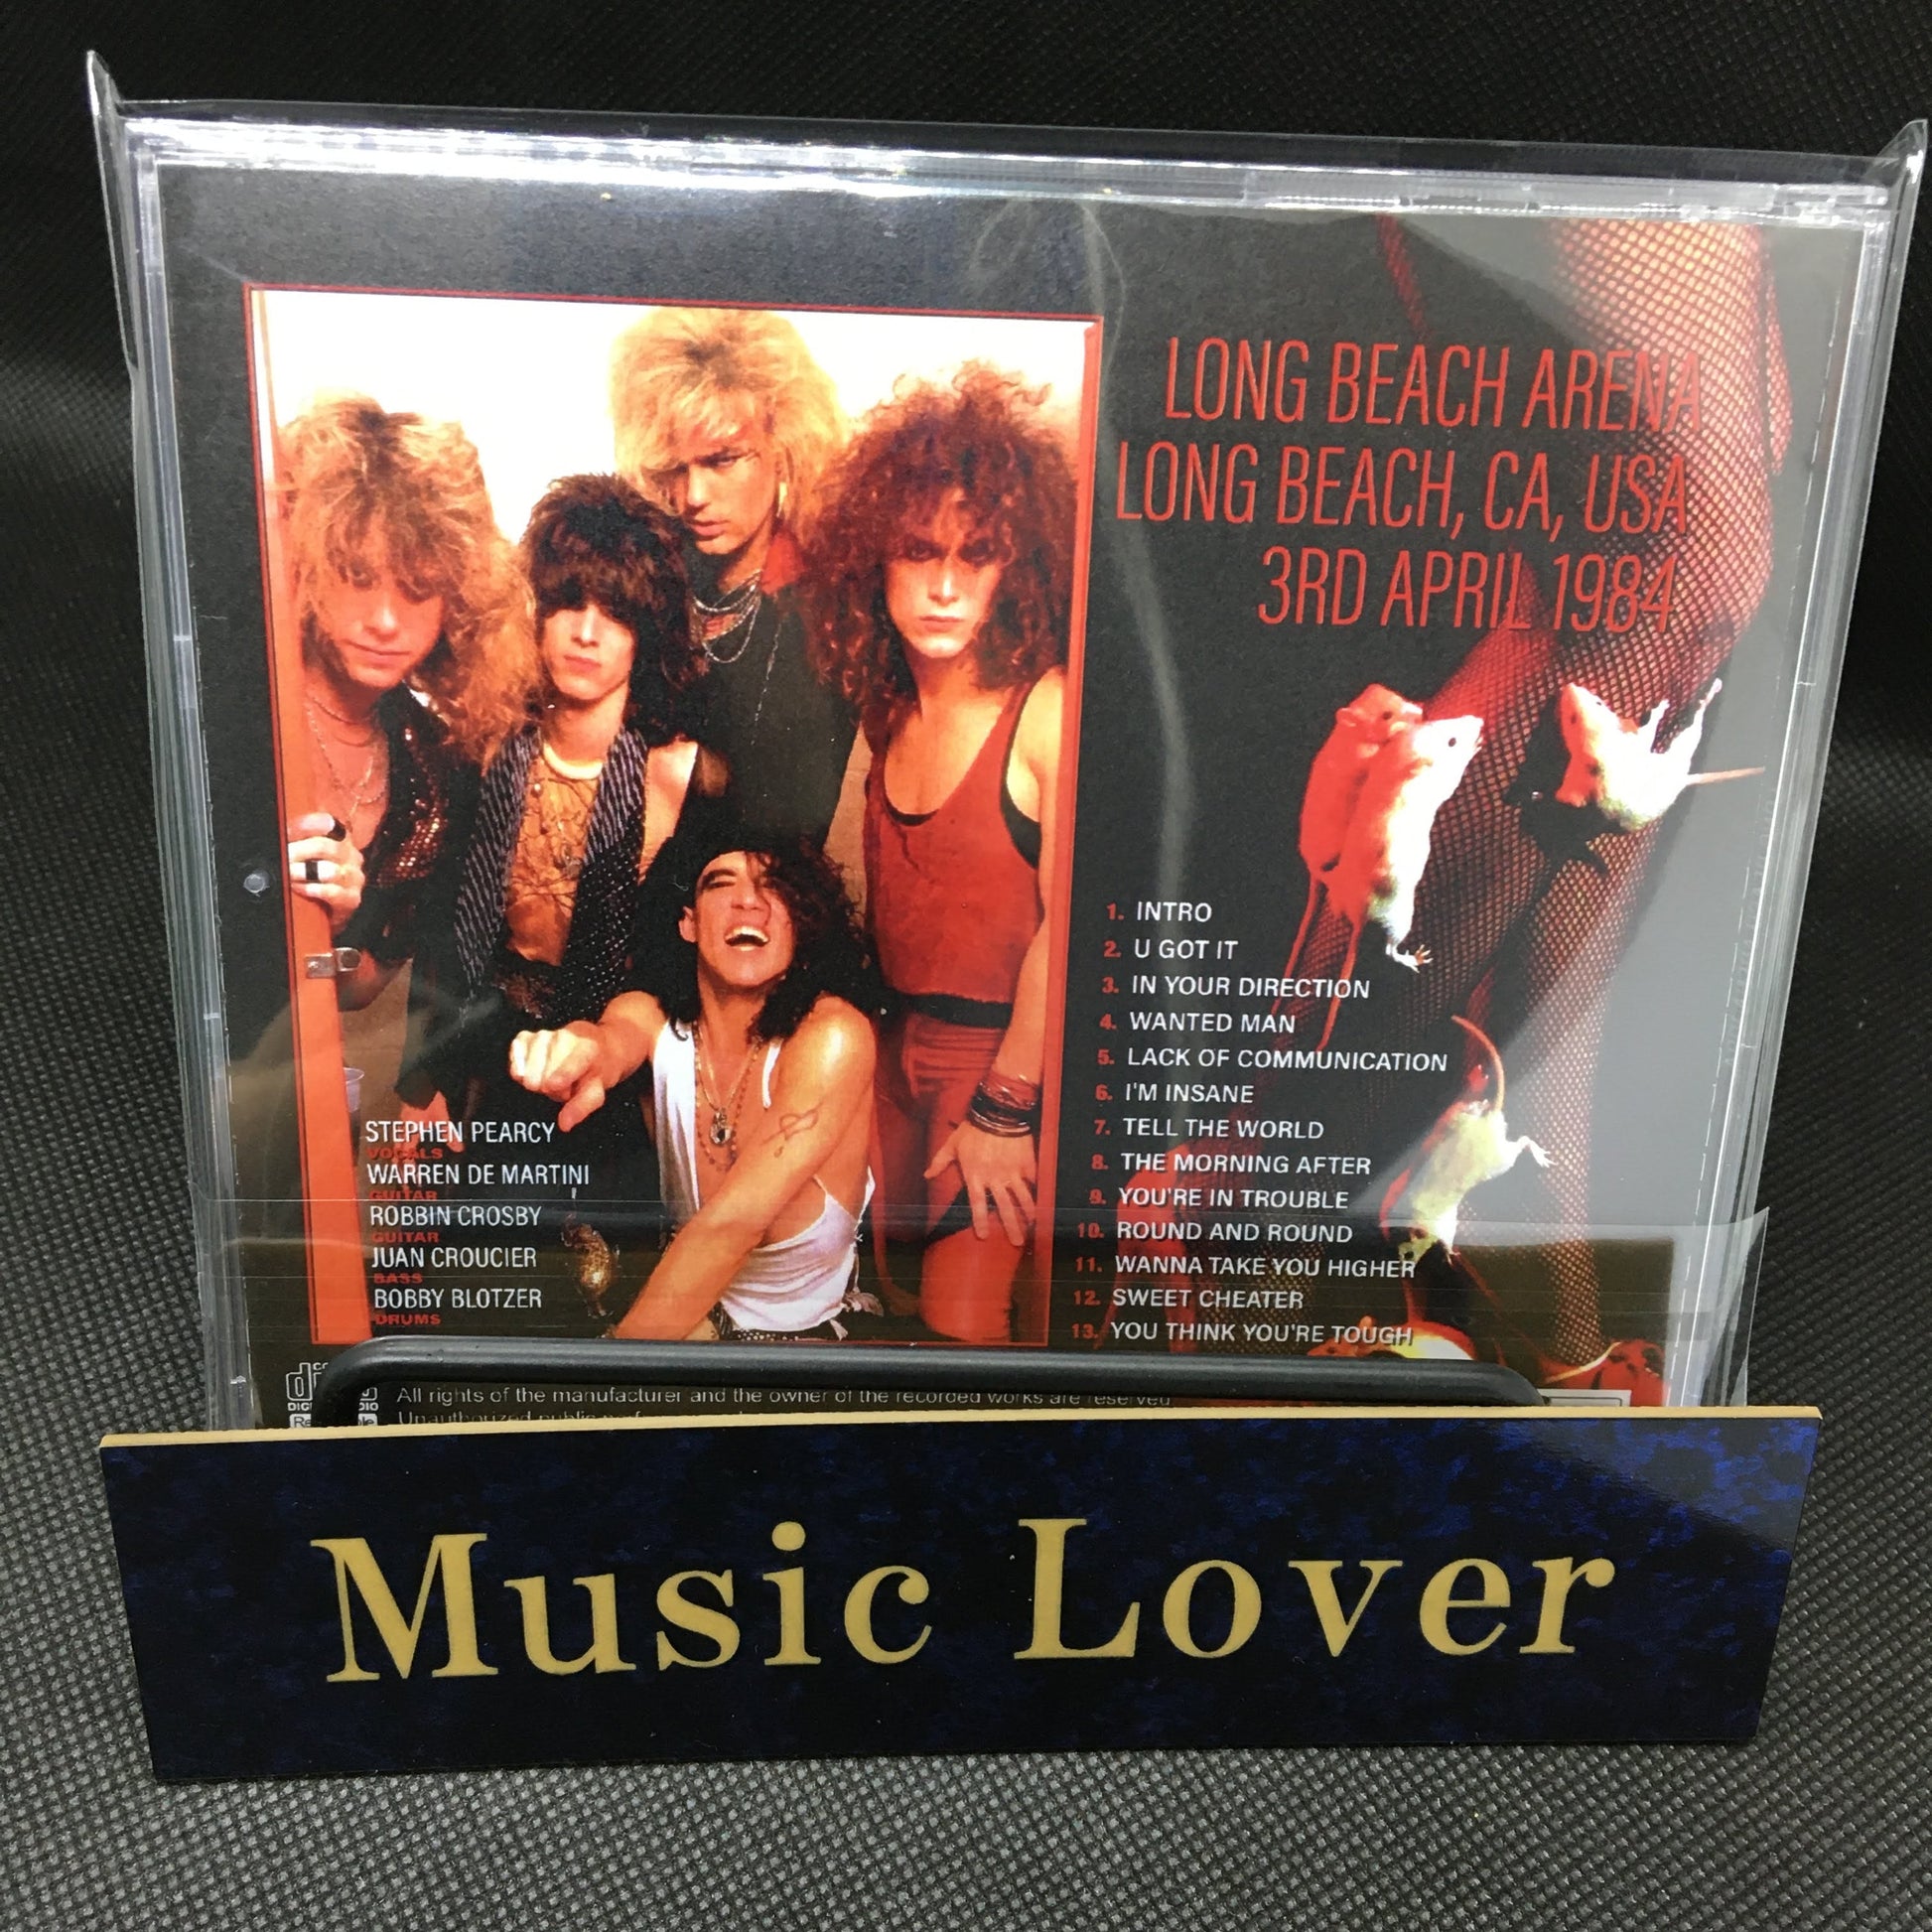 LONG BEACH ARENA
LONG BEACH, CA, USA
3RD APRIL 1984
1. INTRO
2. U GOT IT
3. IN YOUR DIRECTION
4. WANTED MAN
5. LACK OF COMMUNICATION
6. I'M INSANE
7. TELL THE WORLD
8. THE MORNING AFTER
9. YOU'RE IN TROUBLE
10. ROUND AND ROUND
11. WANNA TAKE YOU HIGHER
12. SWEET CHEATER
13. YOU THINK YOU'RE TOUGH
STEPHEN PEARCY
VOCALS
WARREN DE MARTINI
GUITAR
ROBBIN CROSBY
GUITAR
JUAN CROUCIER
BASS
BOBBY BLOTZER
DRUMS
All rights of the manufacturer and the owner of the recorded works are reserved
Unauthorized
Music Lover